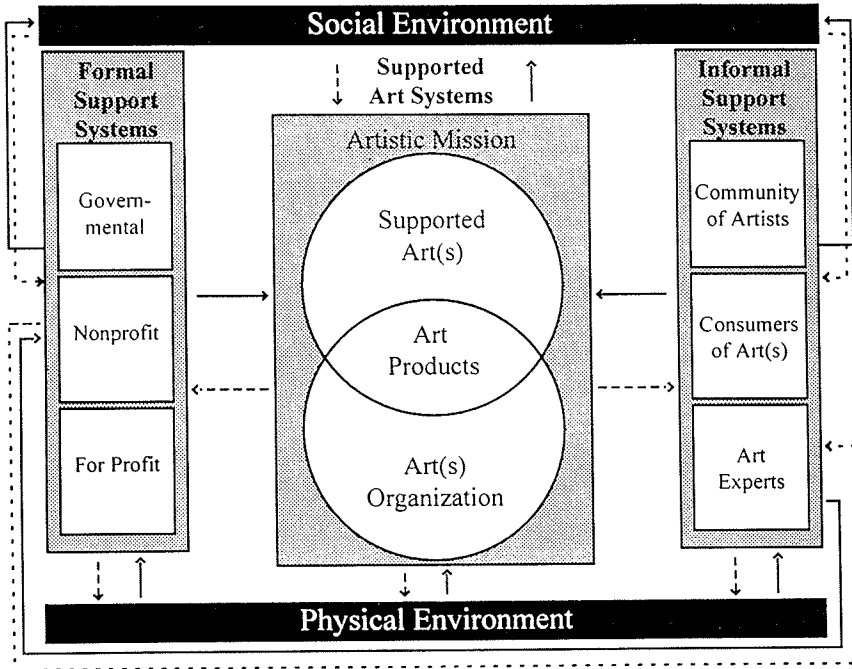 Social Environment
Formal
Support
Systems
Govern-
mental
Nonprofit
For Profit
Supported
Art Systems
Artistic Mission
Supported
Art(s)
Art
Products
Art(s)
Organization
Informal
Support
Systems
Community
of Artists
Consumers
of Art(s)
Art
Experts
Physical Environment